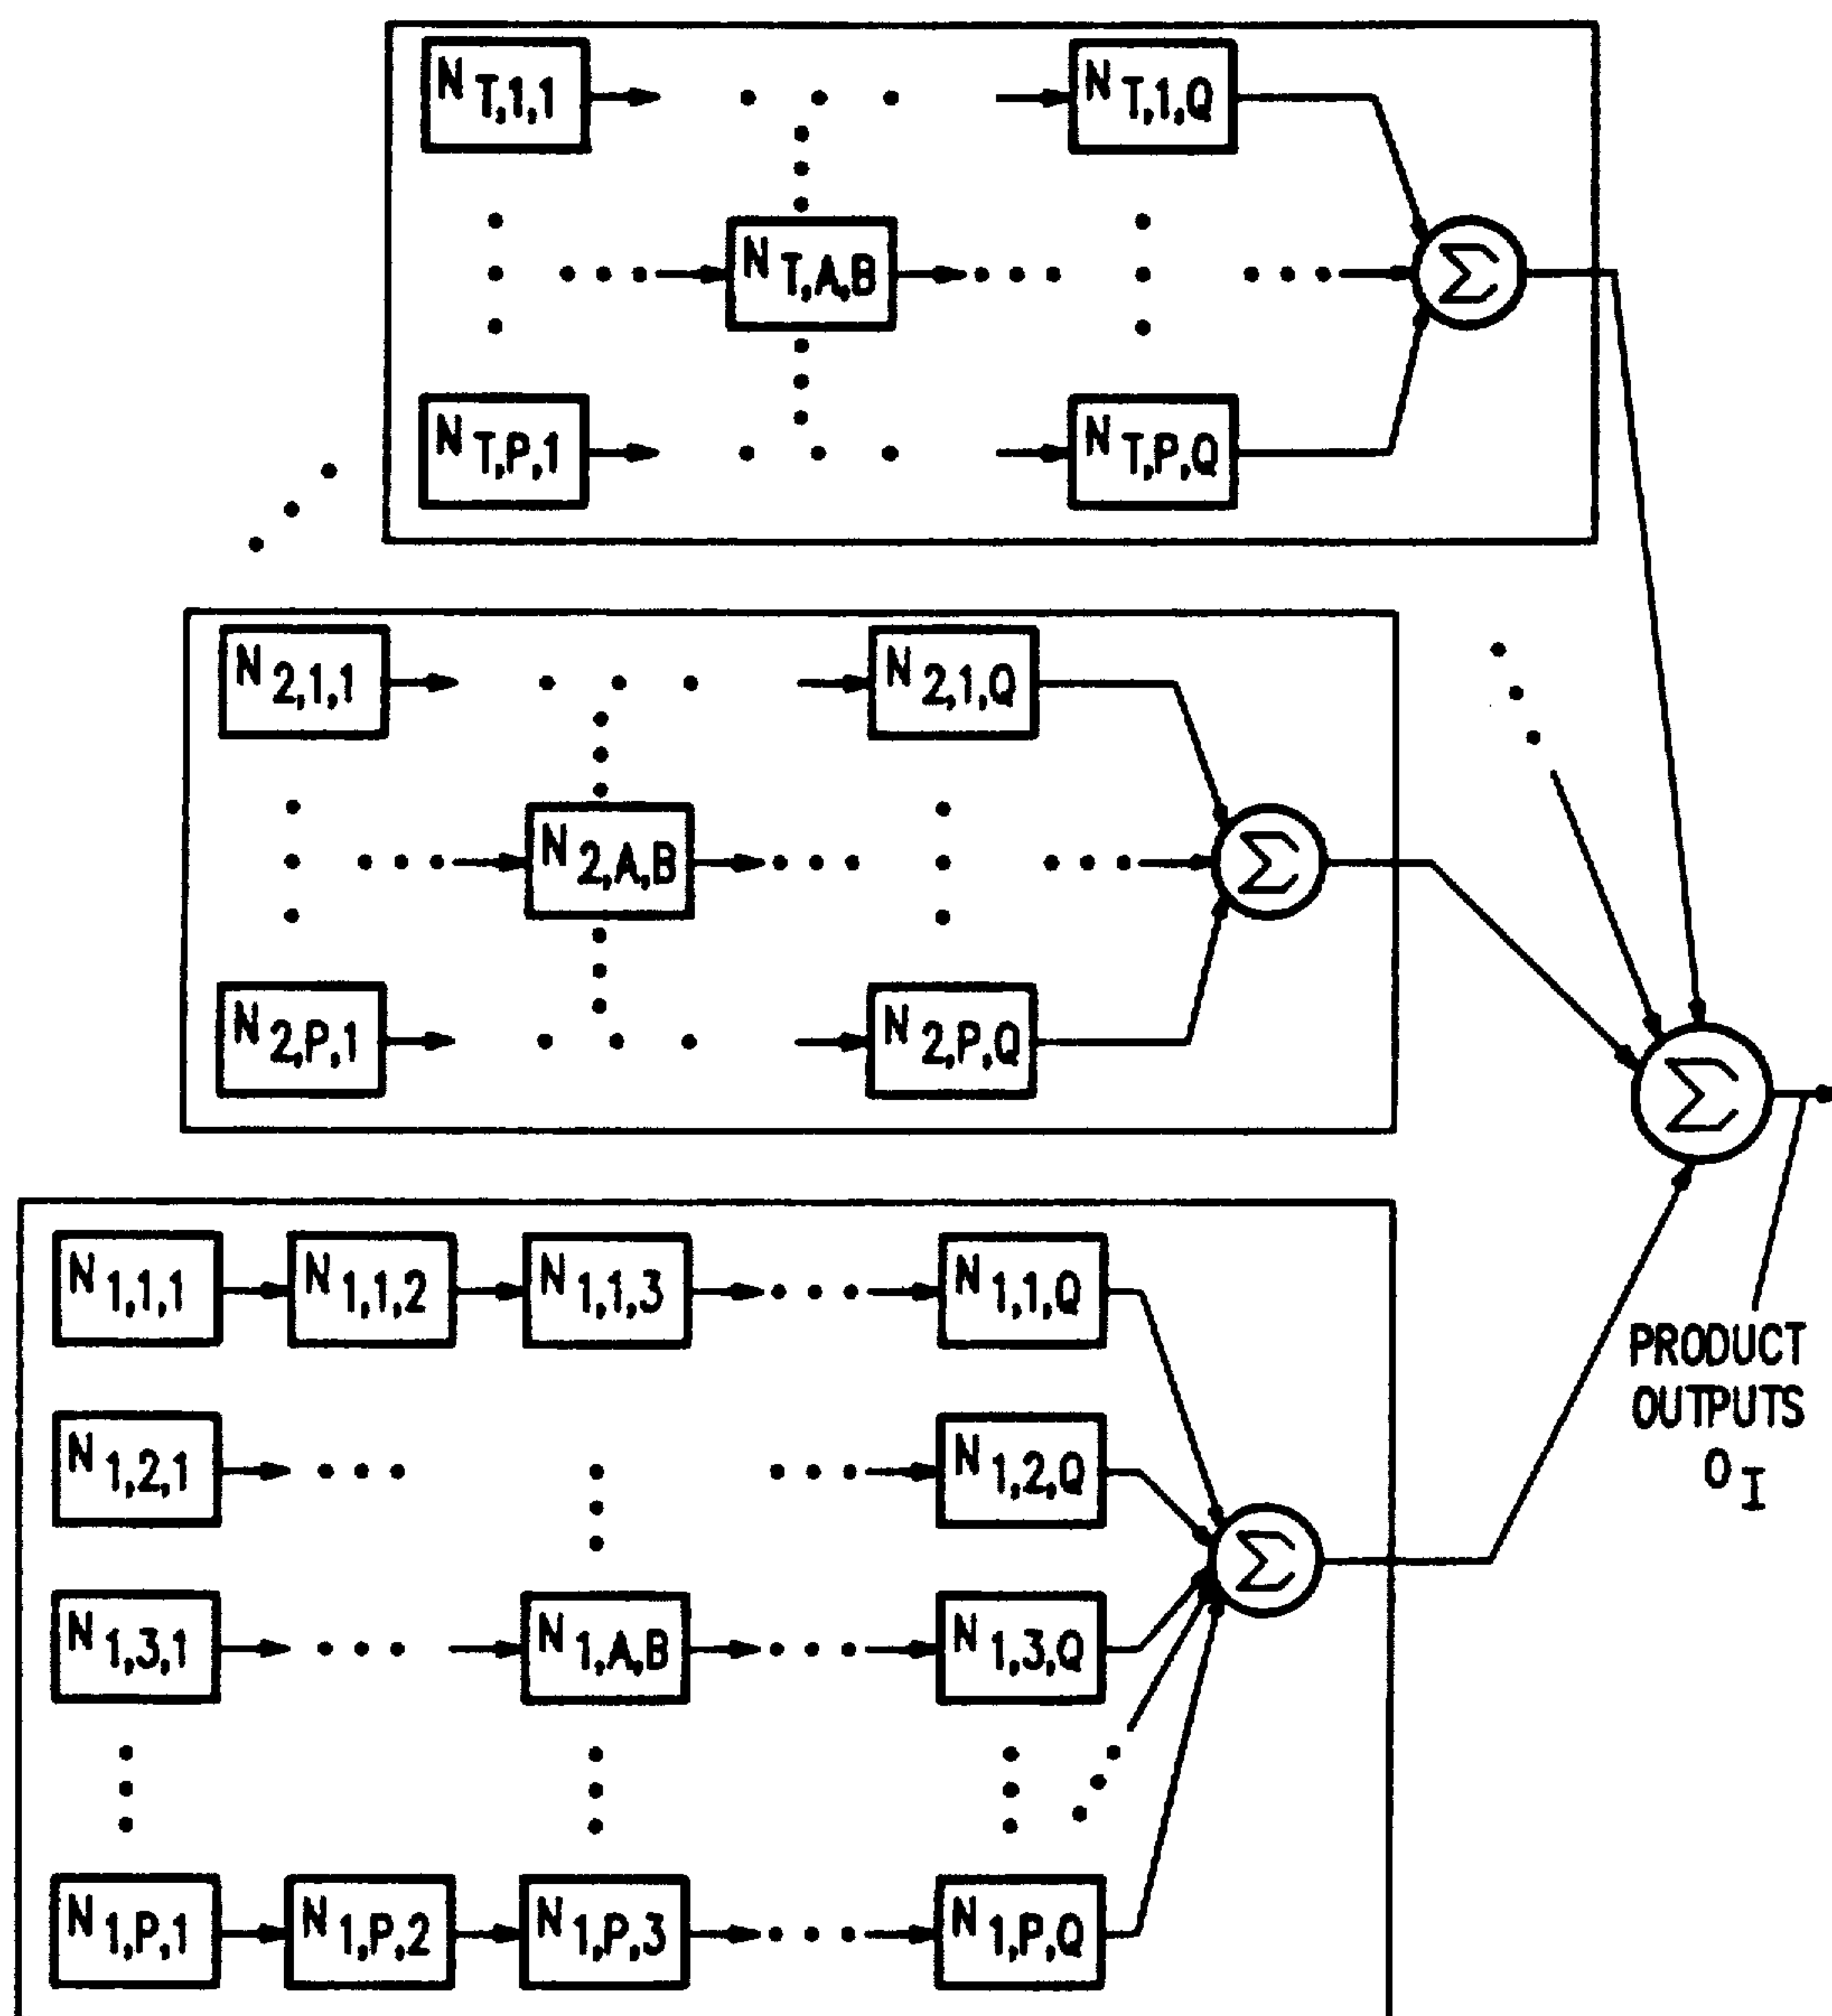 N T,1,1
N T,1,Q
N T,A,B
Σ
N T,P,1
N T,P,Q
N 2,1,1
N 2,1,Q
N 2,A,B
Σ
N 2,P,1
N 2,P,Q
Σ
N 1,1,1
N 1,1,2
N 1,1,3
N 1,1,Q
PRODUCT
OUTPUTS
O I
N 1,2,1
N 1,2,Q
Σ
N 1,3,1
N 1,A,B
N 1,3,Q
N 1,P,1
N 1,P,2
N 1,P,3
N 1,P,Q